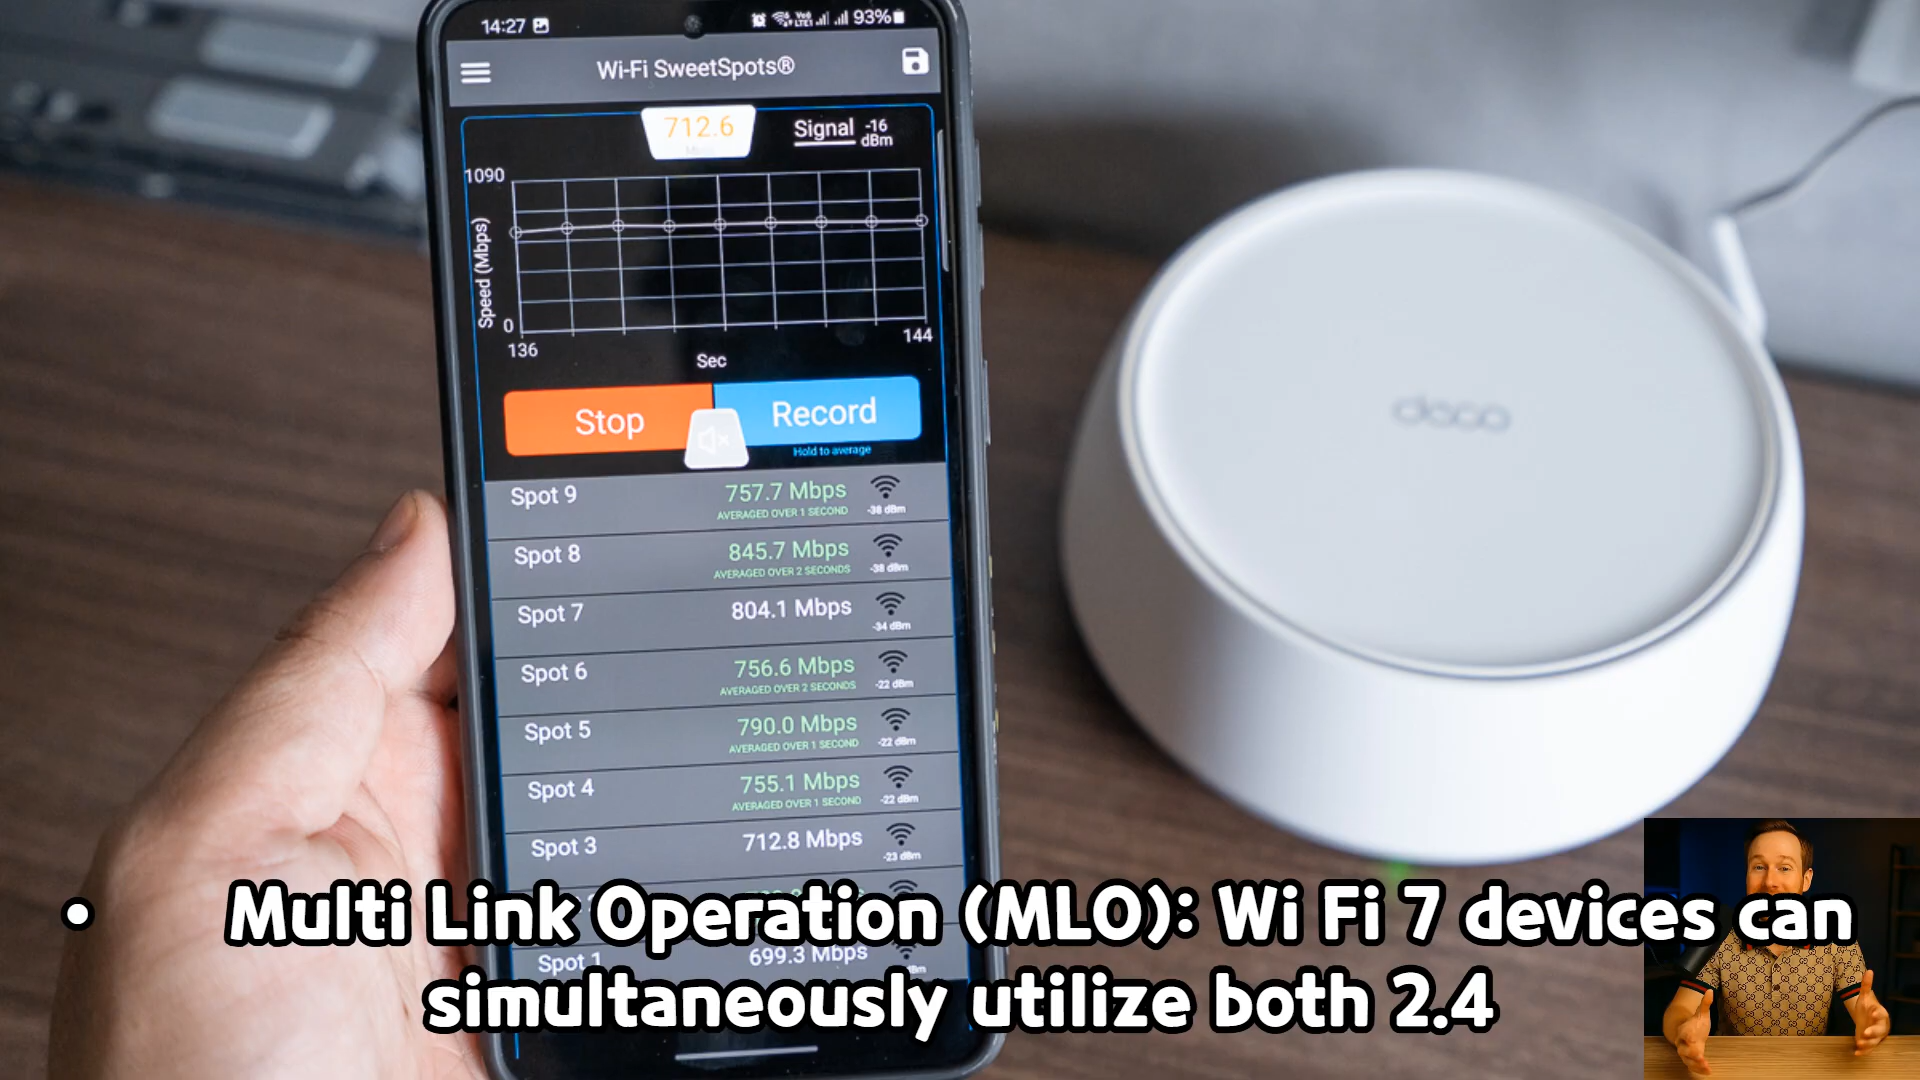 14:27
VoI LTE1 93%
Wi-Fi SweetSpots®
712.6
Signal -16 dBm
1090
Speed (Mbps)
0
136
144
Sec
Stop
Record
Hold to average
Spot 9 757.7 Mbps
AVERAGED OVER 1 SECOND -38 dBm
Spot 8 845.7 Mbps
AVERAGED OVER 2 SECONDS -38 dBm
Spot 7 804.1 Mbps
-34 dBm
Spot 6 756.6 Mbps
AVERAGED OVER 2 SECONDS -22 dBm
Spot 5 790.0 Mbps
AVERAGED OVER 1 SECOND -22 dBm
Spot 4 755.1 Mbps
AVERAGED OVER 1 SECOND -22 dBm
Spot 3 712.8 Mbps
-23 dBm
Spot 1 699.3 Mbps
deco
• Multi Link Operation (MLO): Wi Fi 7 devices can
simultaneously utilize both 2.4